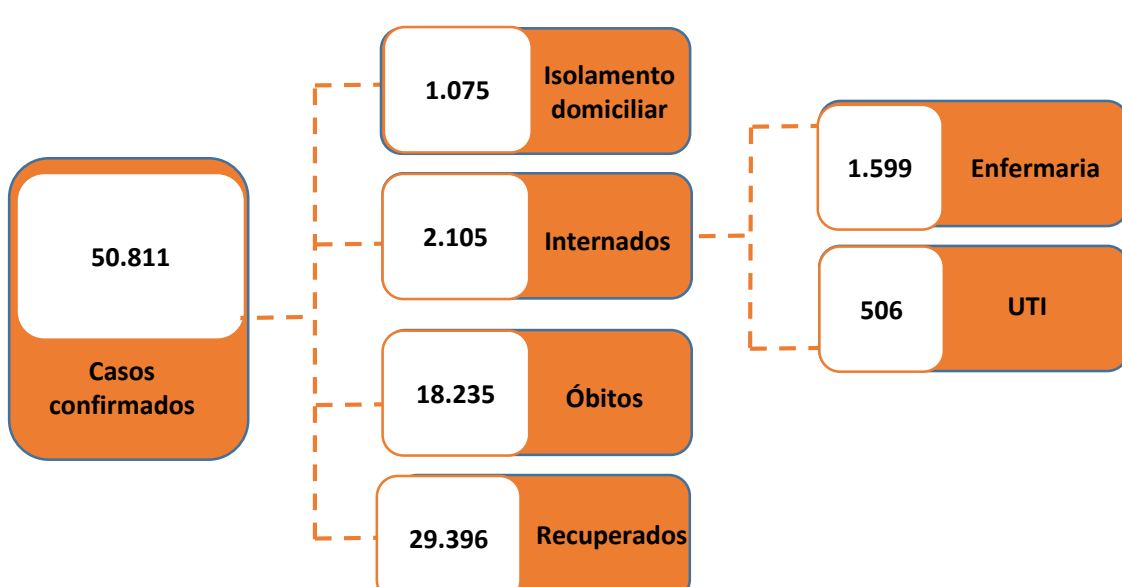 50.811
Casos
confirmados
1.075
Isolamento
domiciliar
2.105
Internados
18.235
Óbitos
29.396
Recuperados
1.599
Enfermaria
506
UTI